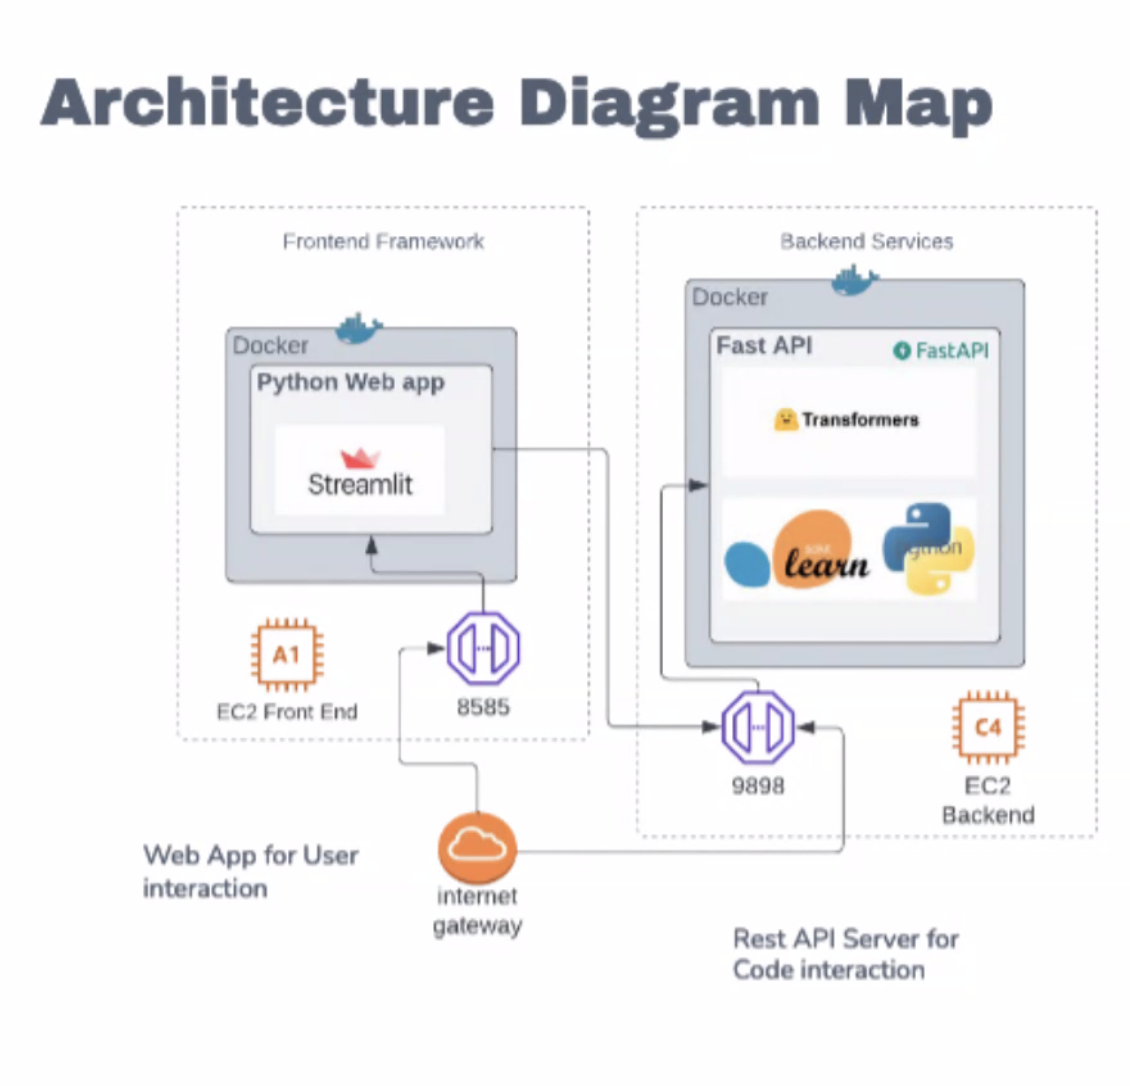 Architecture Diagram Map
Frontend Framework
Docker
Python Web app
Streamlit
A1
EC2 Front End
8585
Backend Services
Docker
Fast API
FastAPI
Transformers
learn
python
9898
C4
EC2
Backend
internet
gateway
Web App for User
interaction
Rest API Server for
Code interaction